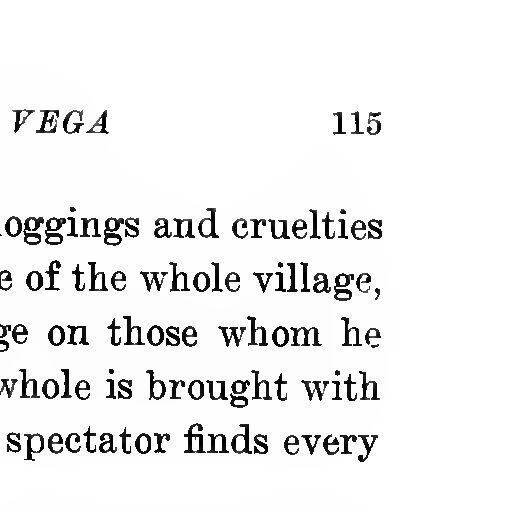 VEGA 115
loggings and cruelties
e of the whole village,
ge on those whom he
whole is brought with
spectator finds every